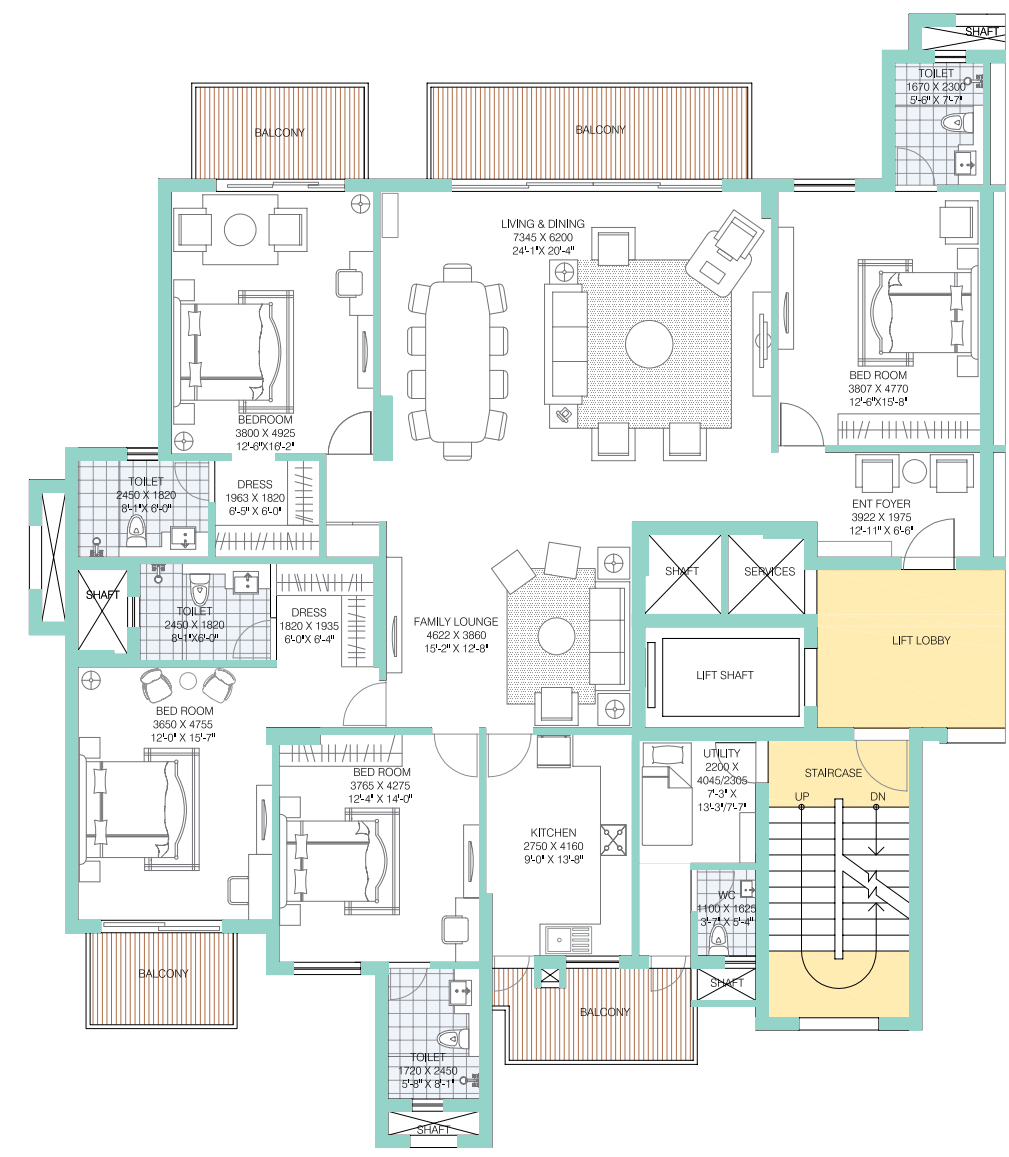 SHAFT
TOILET
1670 X 2300
5'-6" X 7'-7"
BALCONY
BALCONY
LIVING & DINING
7345 X 6200
24'-1" X 20'-4"
BED ROOM
3807 X 4770
12'-6"X15'-8"
BEDROOM
3800 X 4925
12'-6"X16'-2"
TOILET
2450 X 1820
8'-1"X 6'-0"
DRESS
1963 X 1820
6'-5" X 6'-0"
ENT FOYER
3922 X 1975
12'-11" X 6'-6"
SHAFT
SERVICES
SHAFT
TOILET
2450 X 1820
8'-1"X6'-0"
DRESS
1820 X 1935
6'-0"X 6'-4"
FAMILY LOUNGE
4622 X 3860
15'-2" X 12'-8"
LIFT LOBBY
LIFT SHAFT
BED ROOM
3650 X 4755
12'-0" X 15'-7"
BED ROOM
3765 X 4275
12'-4" X 14'-0"
UTILITY
2200 X
4045/2305
7'-3" X
13'-3"/7'-7"
STAIRCASE
UP
DN
KITCHEN
2750 X 4160
9'-0" X 13'-8"
WC
1100 X 1625
3'-7" X 5'-4"
BALCONY
SHAFT
BALCONY
TOILET
1720 X 2450
5'-8" X 8'-1"
SHAFT